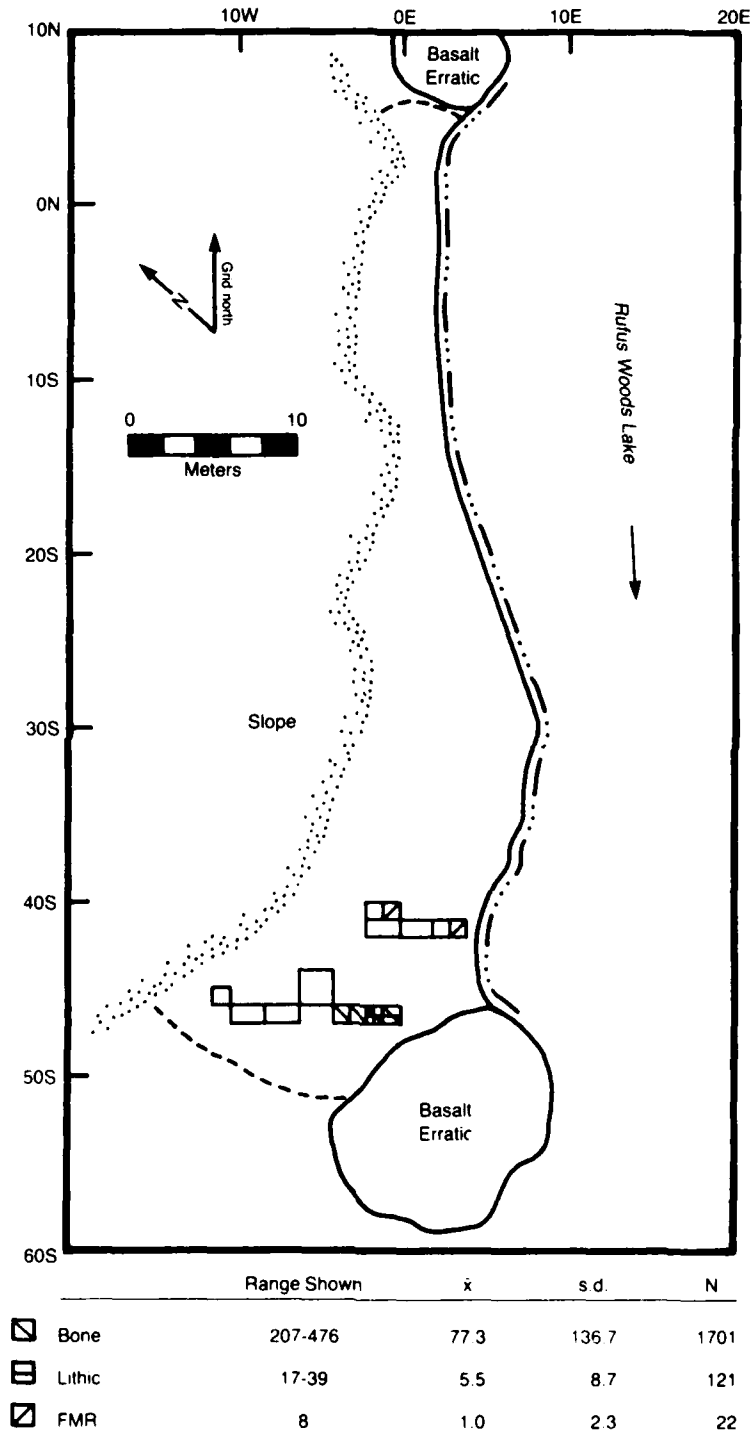 10W 0E 10E 20E
10N
Basalt
Erratic
0N
Grid north
N
10S
0 10
Meters
Rufus Woods Lake
20S
Slope
30S
40S
50S
Basalt
Erratic
60S
Range Shown x̄ s.d. N
Bone 207-476 77.3 136.7 1701
Lithic 17-39 5.5 8.7 121
FMR 8 1.0 2.3 22